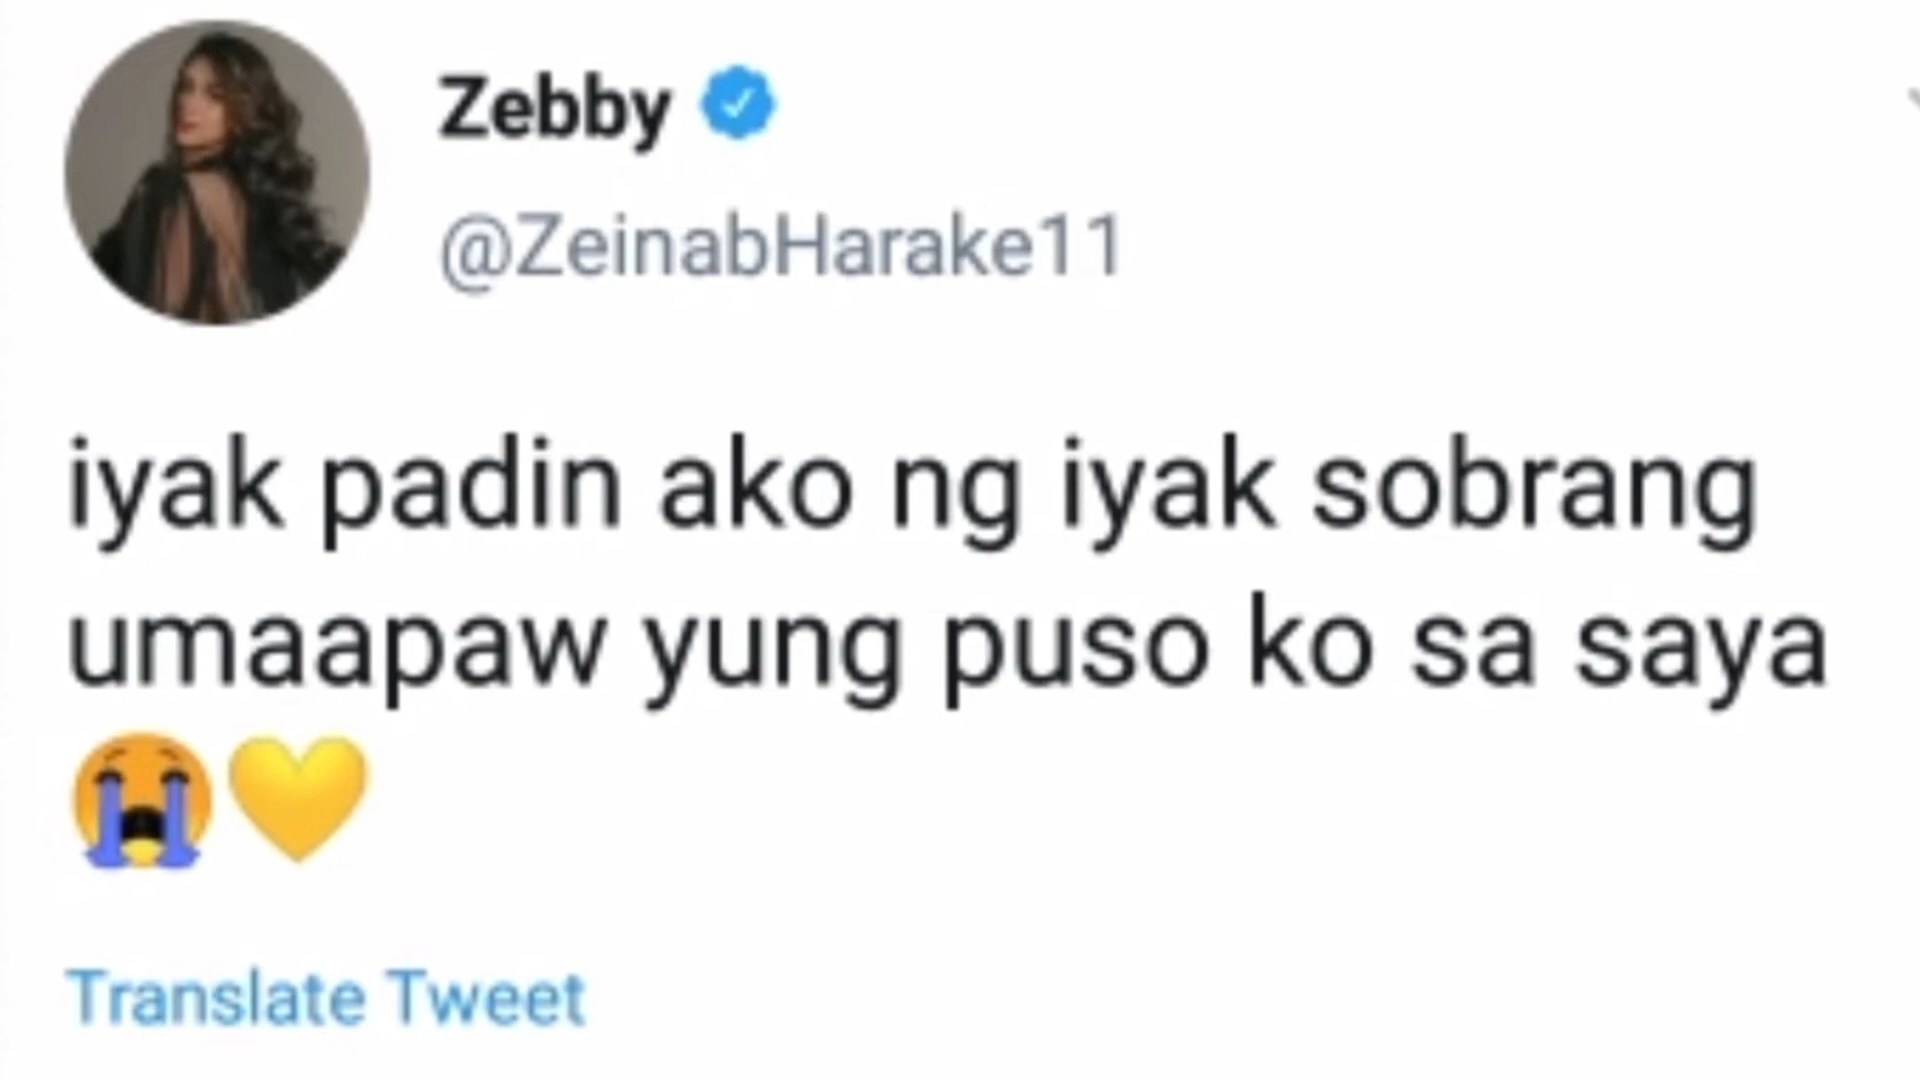 Zebby
@ZeinabHarake11
iyak padin ako ng iyak sobrang
umaapaw yung puso ko sa saya
😭💛
Translate Tweet